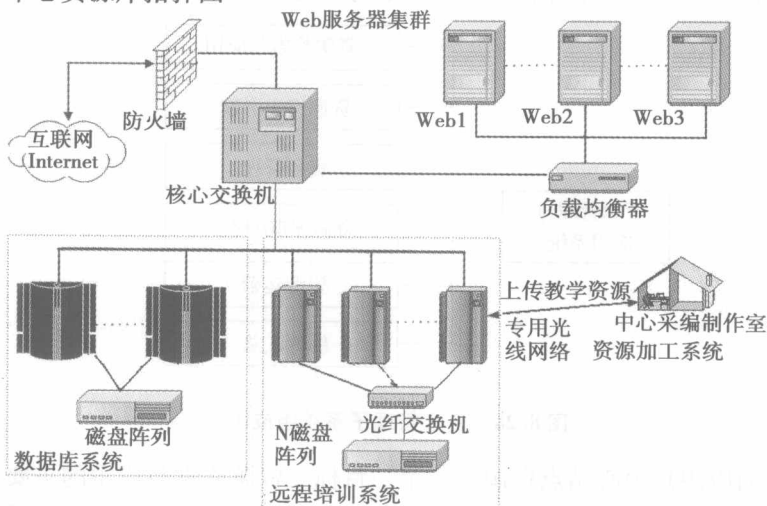 Web服务器集群
防火墙
互联网
Internet
Web1
Web2
Web3
核心交换机
负载均衡器
上传教学资源
专用光
线网络
中心采编制作室
资源加工系统
磁盘阵列
数据库系统
光纤交换机
N磁盘
阵列
远程培训系统